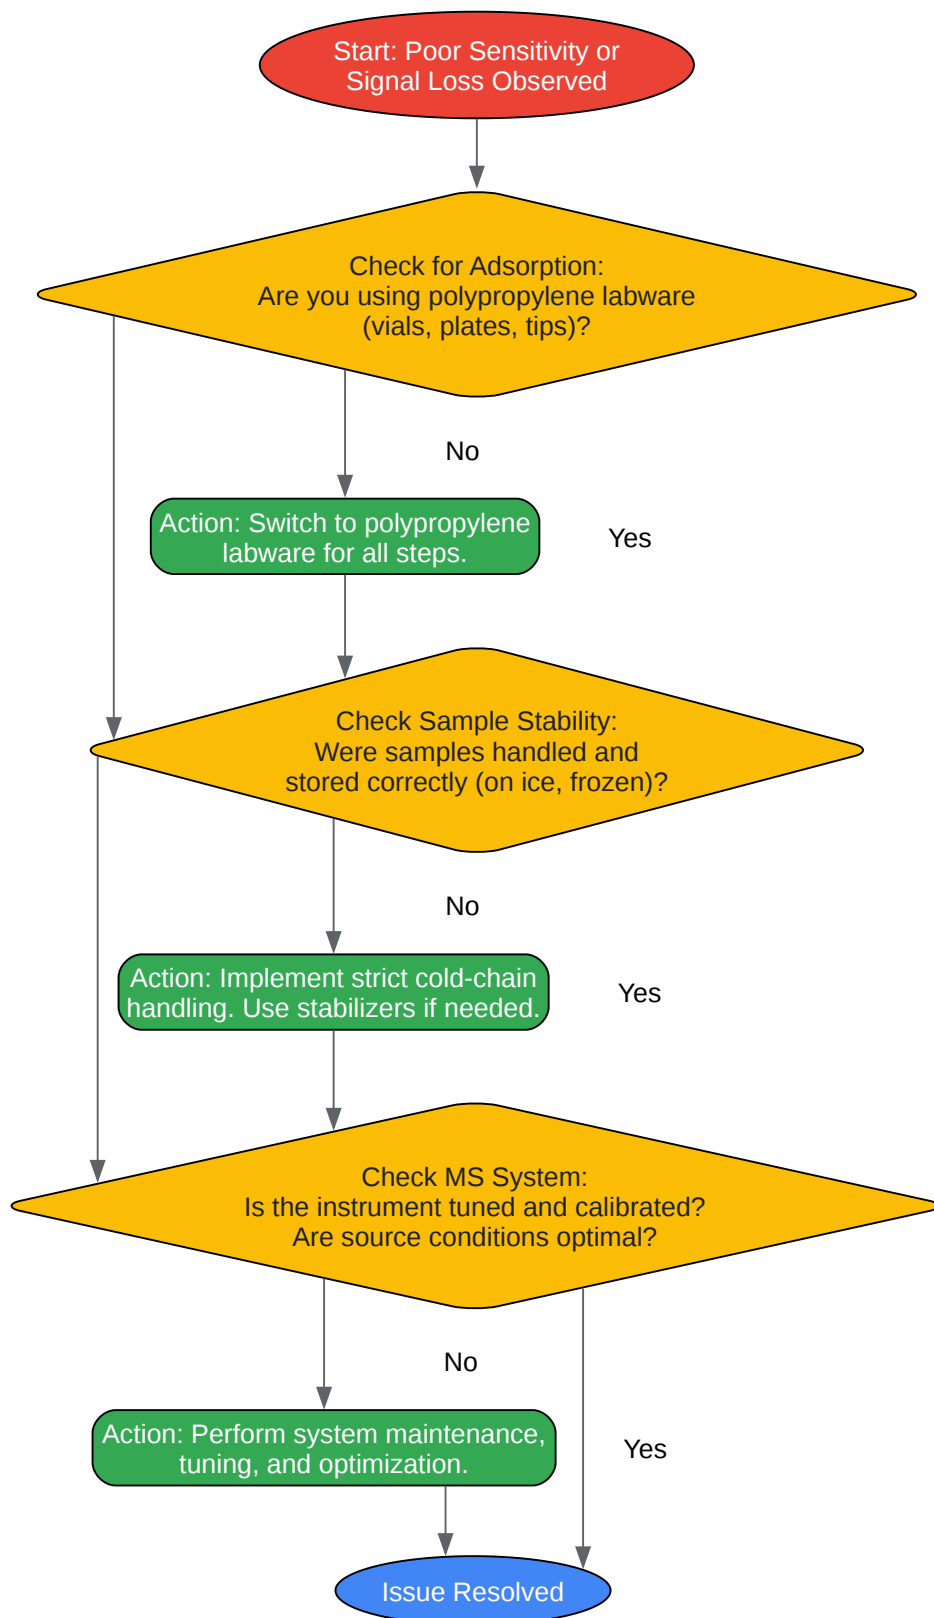 Start: Poor Sensitivity or
Signal Loss Observed
Check for Adsorption:
Are you using polypropylene labware
(vials, plates, tips)?
No
Action: Switch to polypropylene
labware for all steps.
Yes
Check Sample Stability:
Were samples handled and
stored correctly (on ice, frozen)?
No
Action: Implement strict cold-chain
handling. Use stabilizers if needed.
Yes
Check MS System:
Is the instrument tuned and calibrated?
Are source conditions optimal?
No
Action: Perform system maintenance,
tuning, and optimization.
Yes
Issue Resolved